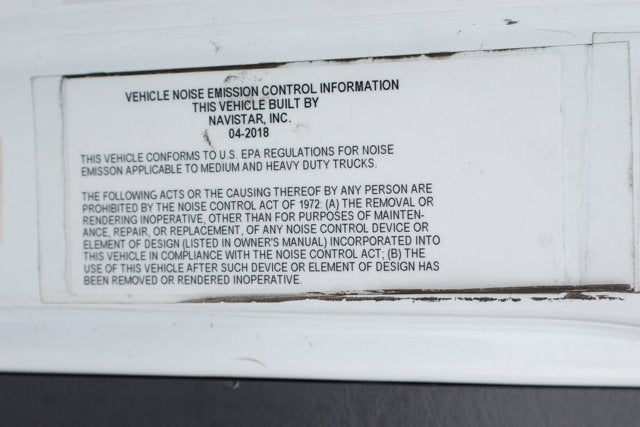 VEHICLE NOISE EMISSION CONTROL INFORMATION
THIS VEHICLE BUILT BY
NAVISTAR, INC.
04-2018
THIS VEHICLE CONFORMS TO U.S. EPA REGULATIONS FOR NOISE
EMISSON APPLICABLE TO MEDIUM AND HEAVY DUTY TRUCKS.
THE FOLLOWING ACTS OR THE CAUSING THEREOF BY ANY PERSON ARE
PROHIBITED BY THE NOISE CONTROL ACT OF 1972: (A) THE REMOVAL OR
RENDERING INOPERATIVE, OTHER THAN FOR PURPOSES OF MAINTEN-
ANCE, REPAIR, OR REPLACEMENT, OF ANY NOISE CONTROL DEVICE OR
ELEMENT OF DESIGN (LISTED IN OWNER'S MANUAL) INCORPORATED INTO
THIS VEHICLE IN COMPLIANCE WITH THE NOISE CONTROL ACT; (B) THE
USE OF THIS VEHICLE AFTER SUCH DEVICE OR ELEMENT OF DESIGN HAS
BEEN REMOVED OR RENDERED INOPERATIVE.